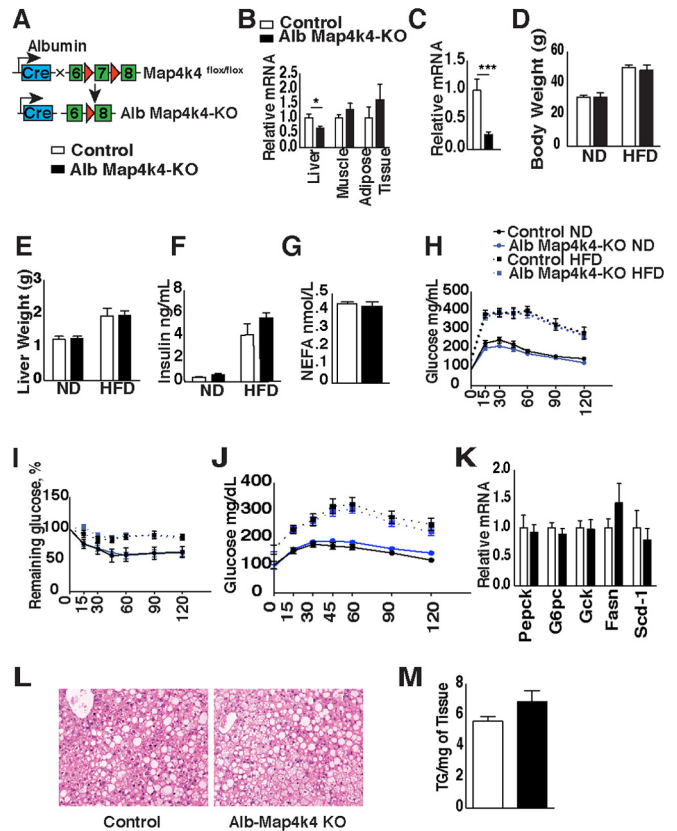 A
Albumin
Cre × 6 7 8 Map4k4 flox/flox
Cre 6 8 Alb Map4k4-KO
Control
Alb Map4k4-KO
B
Control
Alb Map4k4-KO
Relative mRNA
2.5
2.0
1.5
1.0
0.5
0.0
*
Liver
Muscle
Adipose
Tissue
C
Relative mRNA
1.5
1.0
0.5
0.0
***
D
Body Weight (g)
60
40
20
0
ND HFD
E
Liver Weight (g)
3
2
1
0
ND HFD
F
Insulin ng/mL
8
6
4
2
0
ND HFD
G
NEFA nmol/L
.5
.4
.3
.2
.1
0
H
Control ND
Alb Map4k4-KO ND
Control HFD
Alb Map4k4-KO HFD
Glucose mg/mL
500
400
300
200
100
0
0 15 30 60 90 120
I
Remaining glucose, %
150
100
50
0
0 15 30 60 90 120
J
Glucose mg/dL
400
300
200
100
0
0 15 30 45 60 90 120
K
Relative mRNA
2.0
1.5
1.0
0.5
0.0
Pepck
G6pc
Gck
Fasn
Scd-1
L
Control Alb-Map4k4 KO
M
TG/mg of Tissue
8
6
4
2
0